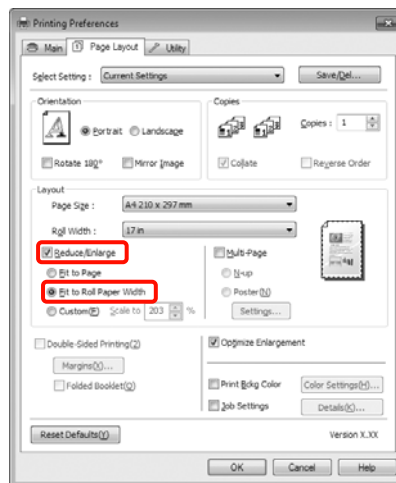 Printing Preferences
Main Page Layout Utility
Select Setting : Current Settings Save/Del...
Orientation Copies
Portrait Landscape Copies : 1
Rotate 180° Mirror Image Collate Reverse Order
Layout
Page Size : A4 210 x 297 mm
Roll Width : 17 in
Reduce/Enlarge Multi-Page
Fit to Page N-up
Fit to Roll Paper Width Poster(N)
Custom(F) Scale to 203 % Settings...
Double-Sided Printing(2) Optimize Enlargement
Margins(X)...
Folded Booklet(Q) Print Bckg Color Color Settings(H)...
Job Settings Details(K)...
Reset Defaults(Y) Version X.XX
OK Cancel Help